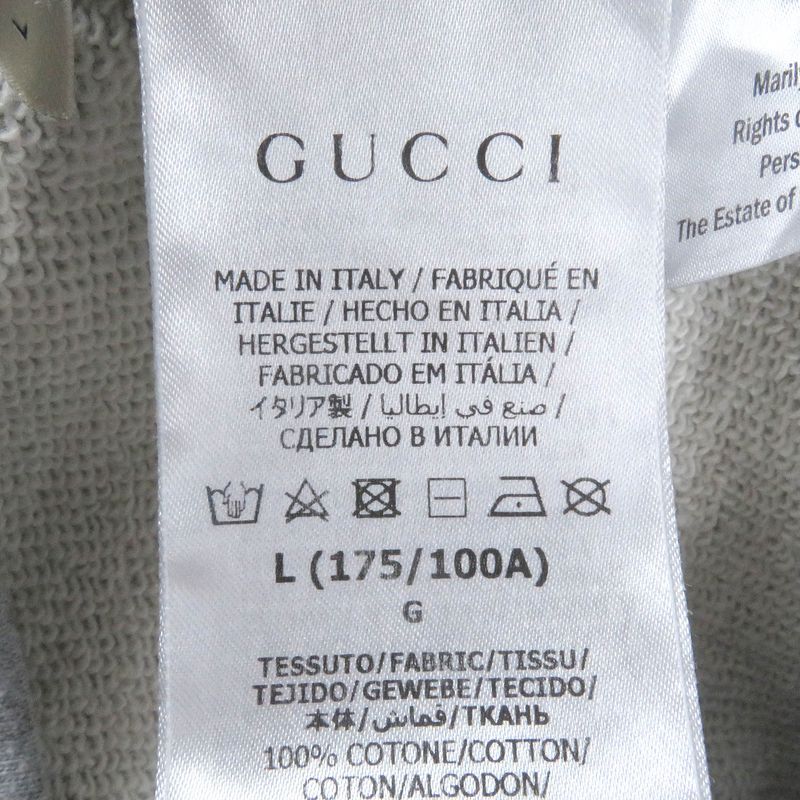 GUCCI
MADE IN ITALY / FABRIQUÉ EN
ITALIE / HECHO EN ITALIA /
HERGESTELLT IN ITALIEN /
FABRICADO EM ITÁLIA /
イタリア製 / صنع في إيطاليا /
СДЕЛАНО В ИТАЛИИ
L (175/100A)
G
TESSUTO/FABRIC/TISSU/
TEJIDO/GEWEBE/TECIDO/
本体/قماش/ТКАНЬ
100% COTONE/COTTON/
COTON/ALGODON/
Rights
The Estate of